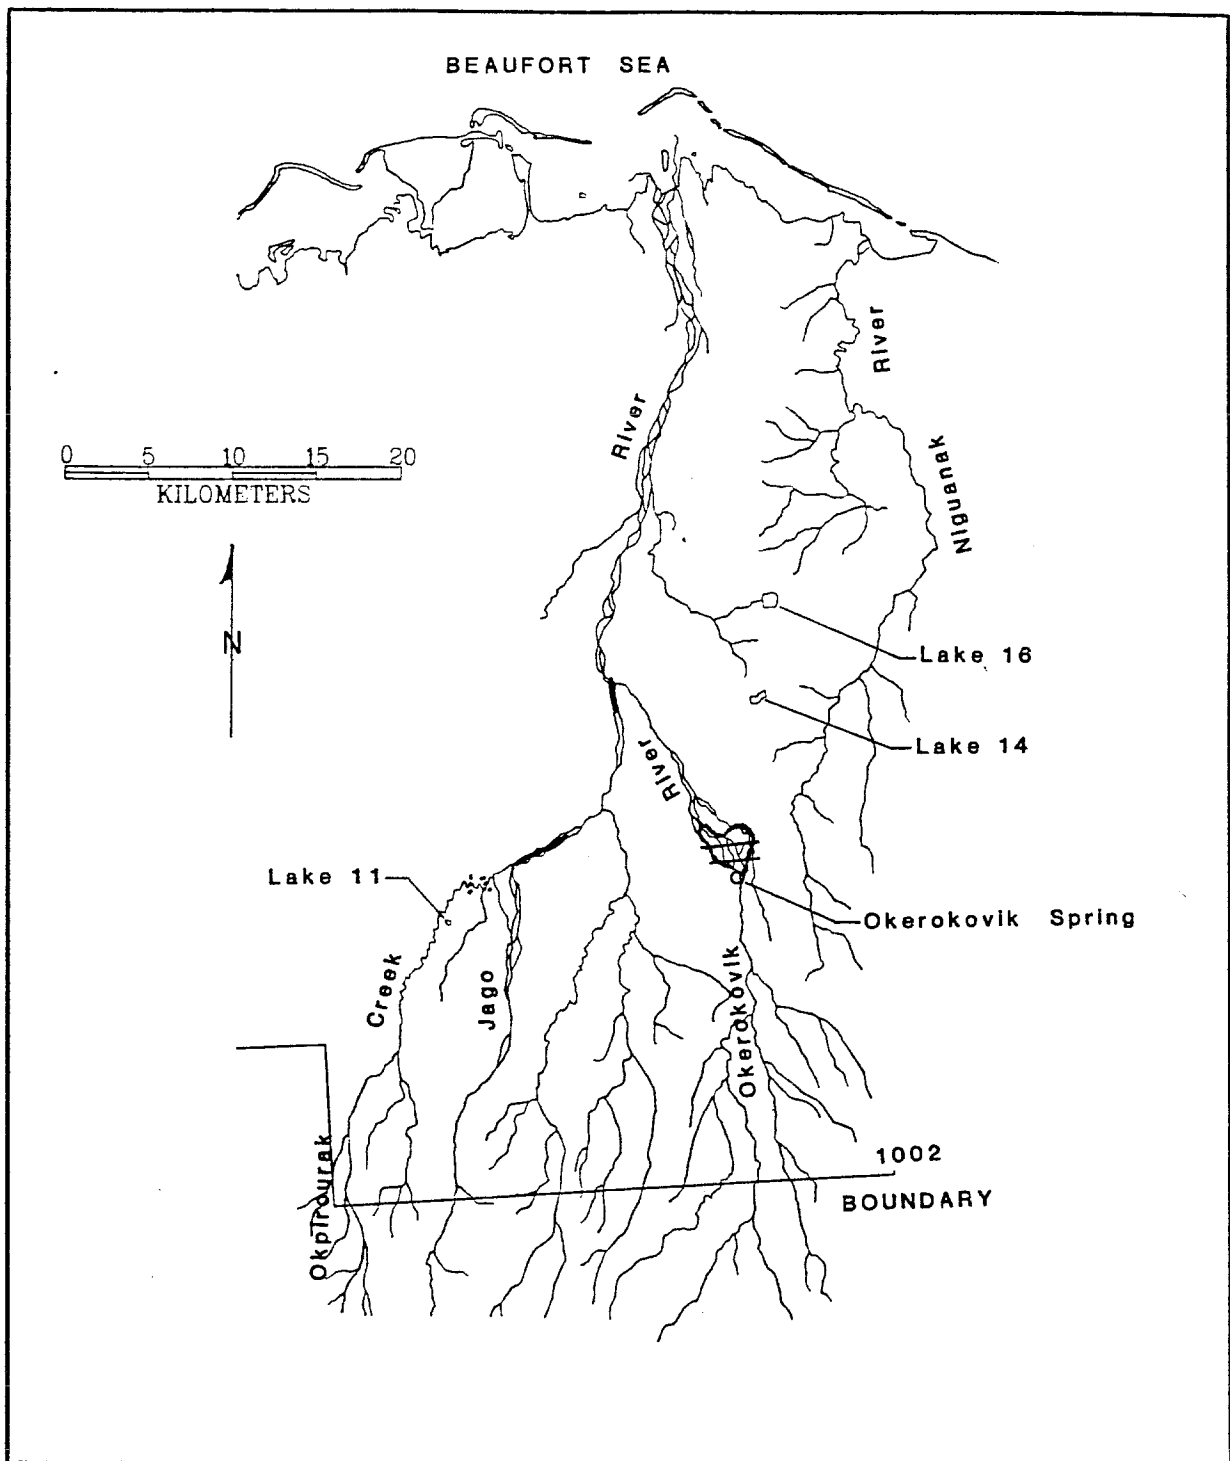 BEAUFORT SEA
River
River
0 5 10 15 20
KILOMETERS
Niguanak
N
Lake 16
Lake 14
River
Lake 11
Okerokovik Spring
Creek
Jago
Okerokovik
Okpirourak
1002
BOUNDARY